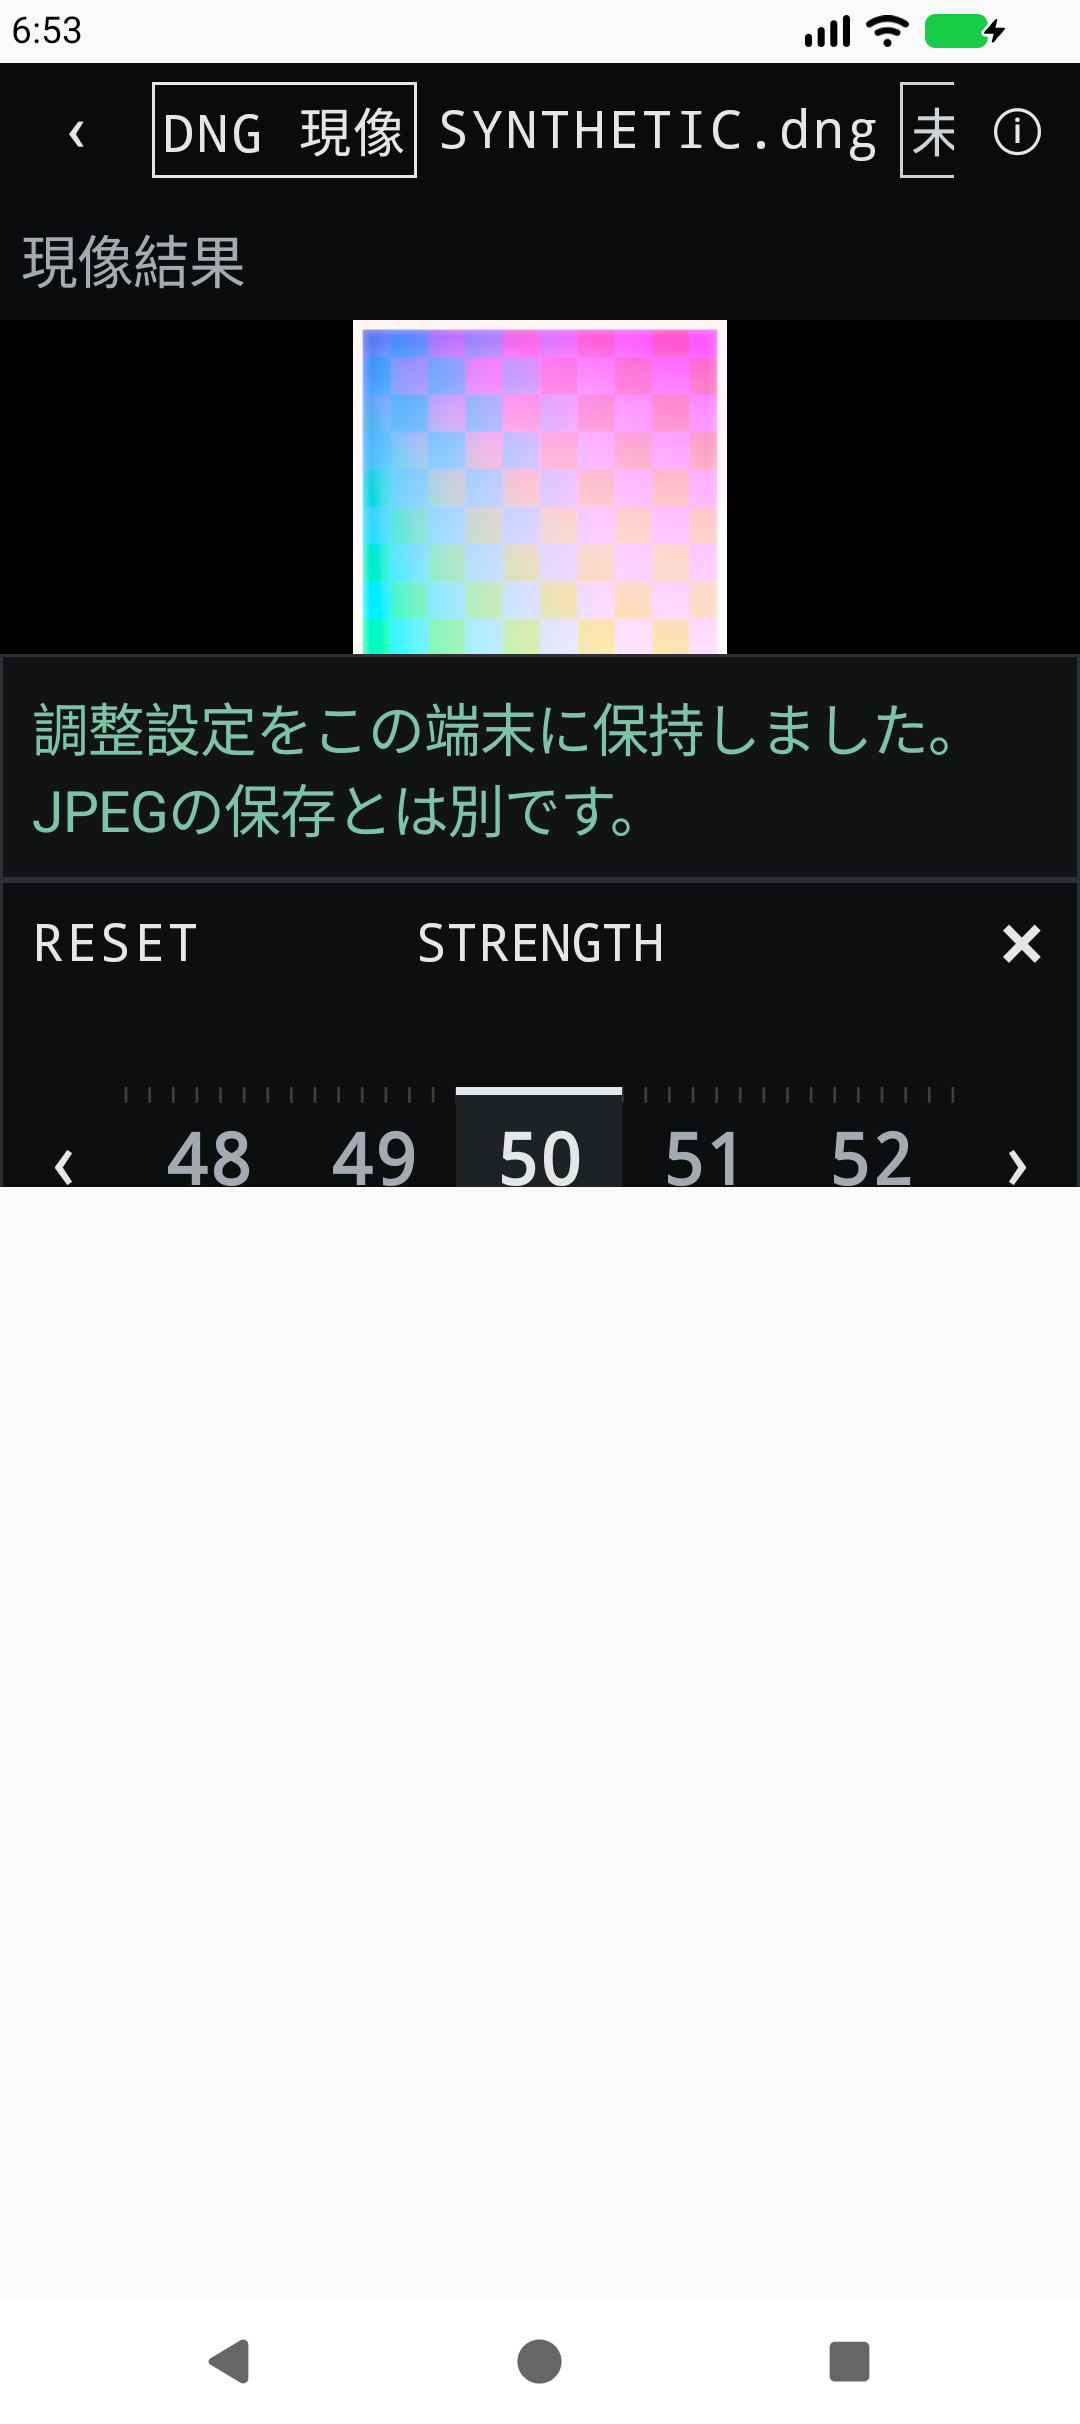 6:53
‹ DNG 現像 SYNTHETIC.dng 未 ⓘ
現像結果
調整設定をこの端末に保持しました。
JPEGの保存とは別です。
RESET STRENGTH ×
‹ 48 49 50 51 52 ›